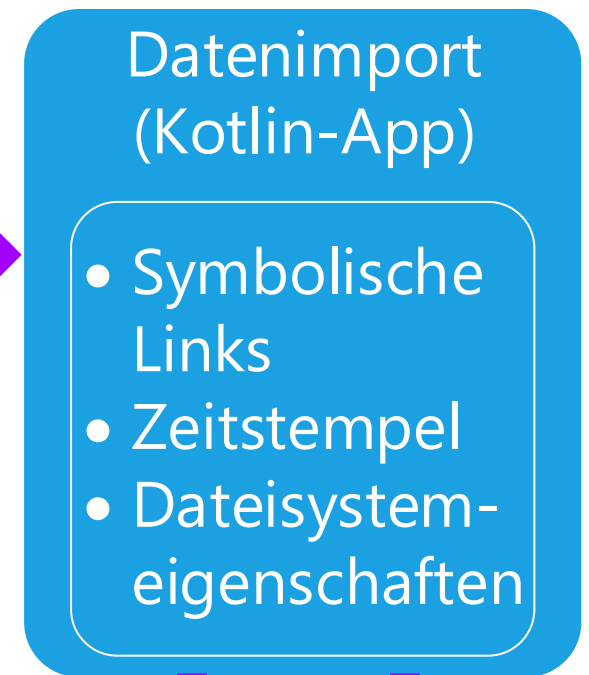 Datenimport
(Kotlin-App)
• Symbolische
Links
• Zeitstempel
• Dateisystem-
eigenschaften